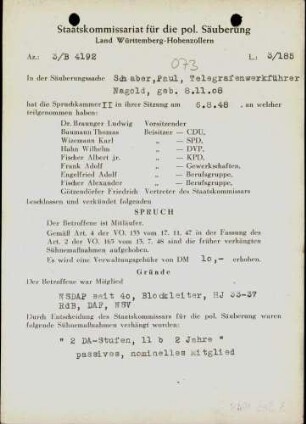 Staatskommissariat für die pol. Säuberung
Land Württemberg-Hohenzollern
Az.: 3/B 4192 L.: 3/185
073
In der Säuberungssache Schaber,Paul, Telegrafenwerkführer
Nagold, geb. 8.11.08
hat die Spruchkammer II in ihrer Sitzung am 6.8.48 , an welcher
teilgenommen haben:
Dr. Braunger Ludwig Vorsitzender
Baumann Thomas Beisitzer — CDU,
Wizemann Karl „ — SPD,
Huhn Wilhelm „ — DVP,
Fischer Albert jr. „ — KPD,
Frank Adolf „ — Gewerkschaften,
Engelfried Adolf „ — Berufsgruppe,
Fischer Alexander „ — Berufsgruppe,
Götzendörfer Friedrich Vertreter des Staatskommissars
beschlossen und verkündet folgenden
SPRUCH
Der Betroffene ist Mitläufer.
Gemäß Art. 4 der VO. 133 vom 17. 11. 47 in der Fassung des
Art. 2 der VO. 165 vom 13. 7. 48 sind die früher verhängten
Sühnemaßnahmen aufgehoben.
Es wird eine Verwaltungsgebühr von DM 10,- erhoben.
Gründe
Der Betroffene war Mitglied
NSDAP seit 40, Blockleiter, HJ 33-37
RdB, DAF, NSV
Durch Entscheidung des Staatskommissars für die pol. Säuberung waren
folgende Sühnemaßnahmen verhängt worden:
" 2 DA-Stufen, 11 b 2 Jahre "
passives, nominelles Mitglied